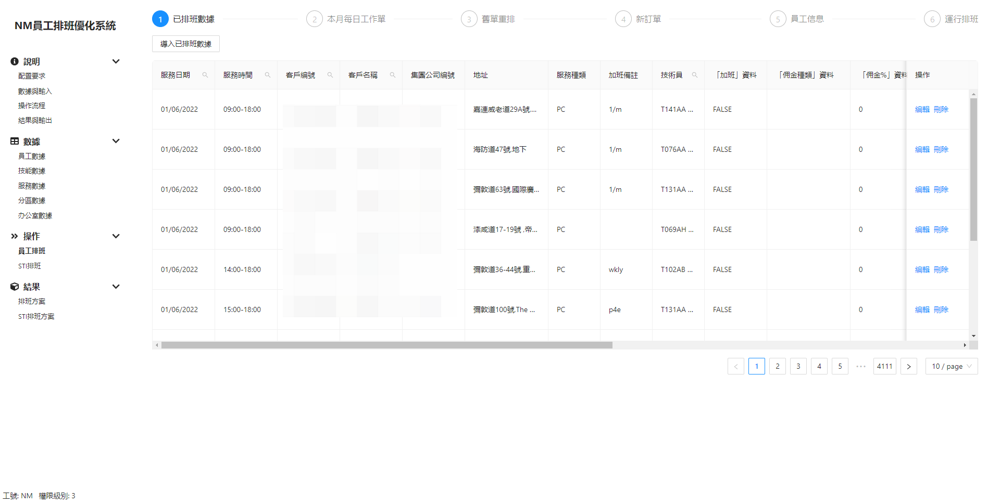 NM員工排班優化系統
說明
配置要求
數據與輸入
操作流程
結果與輸出
數據
員工數據
技能數據
服務數據
分區數據
办公室數據
操作
員工排班
STI排班
結果
排班方案
STI排班方案
工號: NM 權限級別: 3
1 已排班數據 2 本月每日工作單 3 舊單重排 4 新訂單 5 員工信息 6 運行排班
導入已排班數據
服務日期 服務時間 客戶編號 客戶名稱 集團公司編號 地址 服務種類 加班備註 技術員 「加班」資料 「佣金種類」資料 「佣金%」資料 操作
01/06/2022 09:00-18:00 嘉連威老道29A號,... PC 1/m T141AA ... FALSE 0 編輯 刪除
01/06/2022 09:00-18:00 海防道47號,地下 PC 1/m T076AA ... FALSE 0 編輯 刪除
01/06/2022 09:00-18:00 彌敦道63號,國際廣... PC 1/m T131AA ... FALSE 0 編輯 刪除
01/06/2022 09:00-18:00 漆咸道17-19號 ,帝... PC T069AH ... FALSE 0 編輯 刪除
01/06/2022 14:00-18:00 彌敦道36-44號,重... PC wkly T102AB ... FALSE 0 編輯 刪除
01/06/2022 15:00-18:00 彌敦道100號,The ... PC p4e T131AA ... FALSE 0 編輯 刪除
< 1 2 3 4 5 ••• 4111 > 10 / page